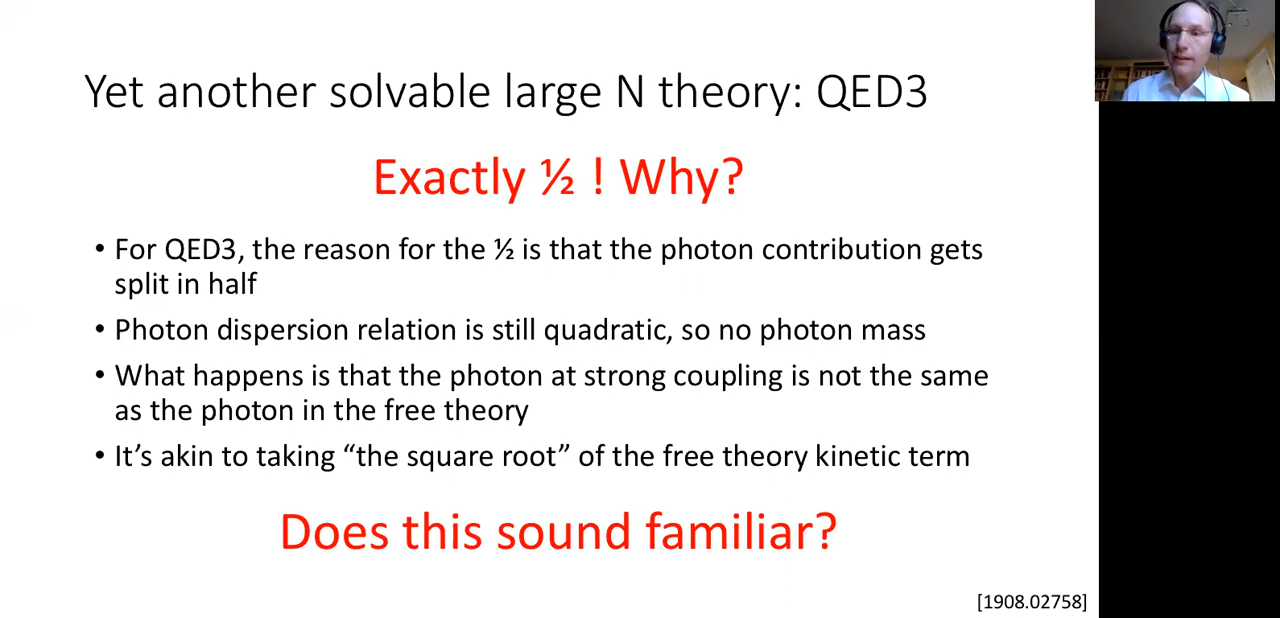 Yet another solvable large N theory: QED3
Exactly ½ ! Why?
• For QED3, the reason for the ½ is that the photon contribution gets
split in half
• Photon dispersion relation is still quadratic, so no photon mass
• What happens is that the photon at strong coupling is not the same
as the photon in the free theory
• It’s akin to taking “the square root” of the free theory kinetic term
Does this sound familiar?
[1908.02758]